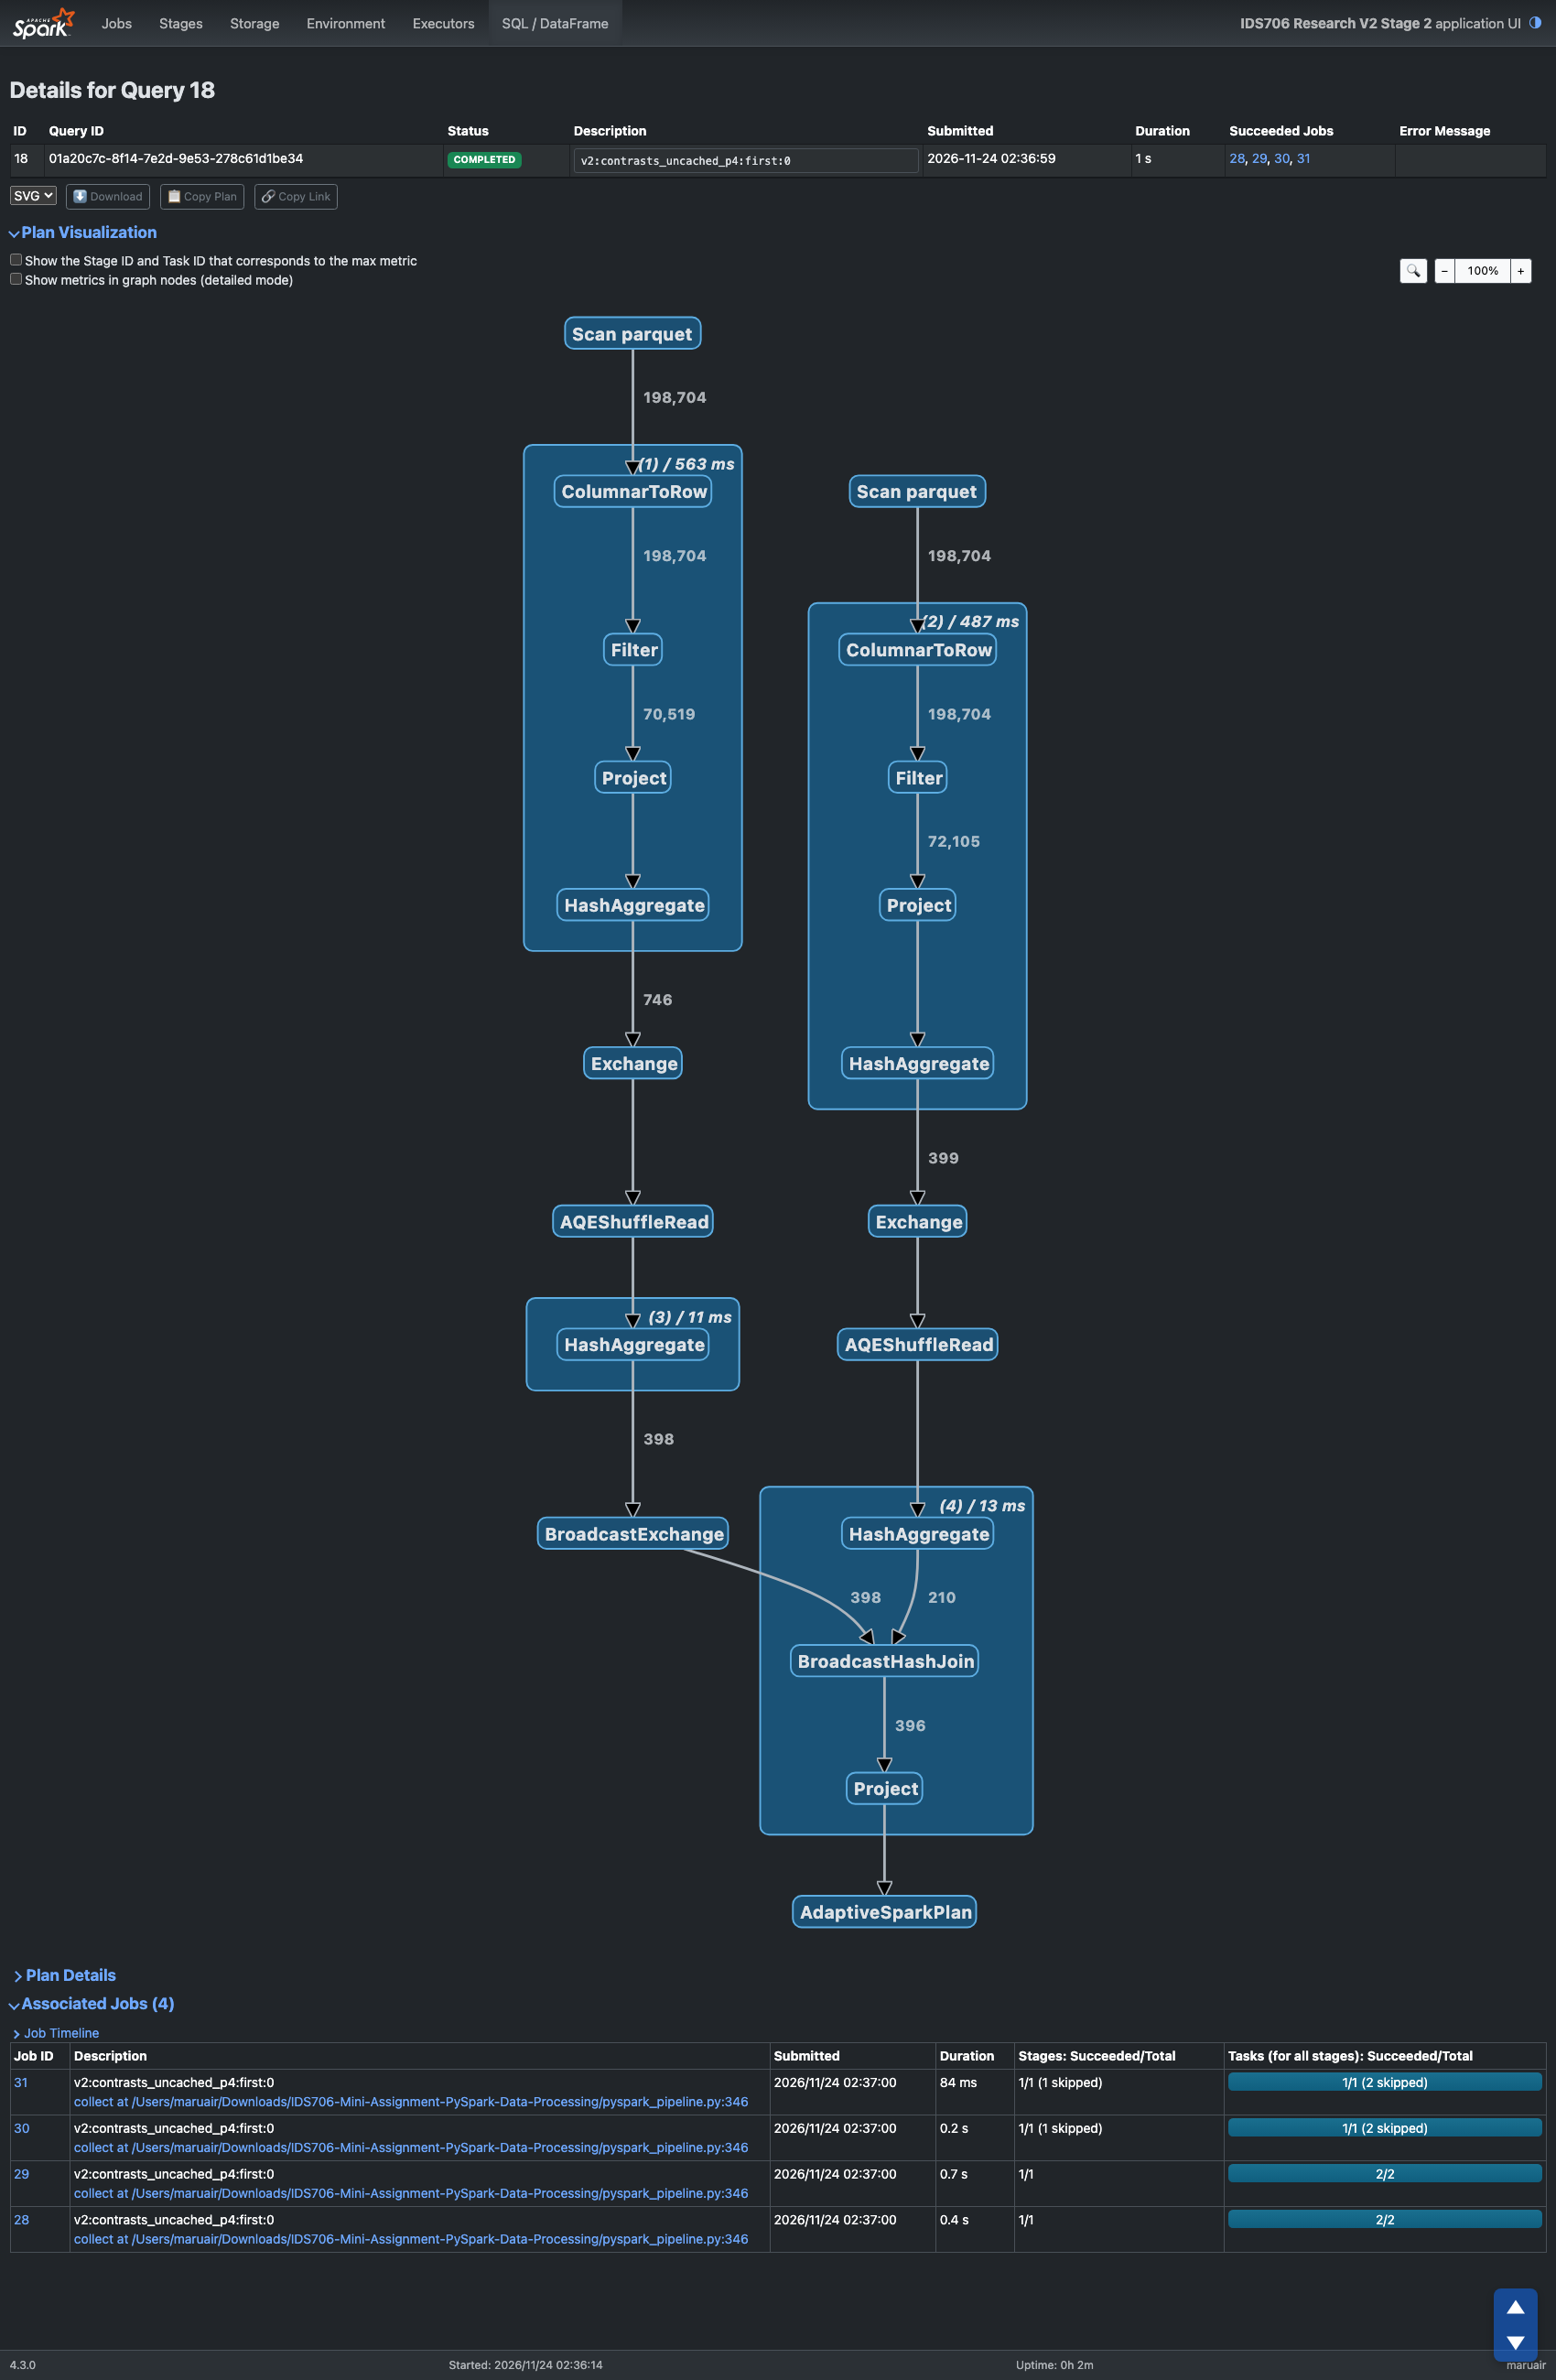 APACHE Spark Jobs Stages Storage Environment Executors SQL / DataFrame IDS706 Research V2 Stage 2 application UI
Details for Query 18
ID Query ID Status Description Submitted Duration Succeeded Jobs Error Message
18 01a20c7c-8f14-7e2d-9e53-278c61d1be34 COMPLETED v2:contrasts_uncached_p4:first:0 2026-11-24 02:36:59 1 s 28, 29, 30, 31
SVG Download Copy Plan Copy Link
Plan Visualization
Show the Stage ID and Task ID that corresponds to the max metric
Show metrics in graph nodes (detailed mode)
− 100% +
Scan parquet
198,704
(1) / 563 ms
ColumnarToRow
198,704
Filter
70,519
Project
HashAggregate
746
Exchange
AQEShuffleRead
(3) / 11 ms
HashAggregate
398
BroadcastExchange
Scan parquet
198,704
(2) / 487 ms
ColumnarToRow
198,704
Filter
72,105
Project
HashAggregate
399
Exchange
AQEShuffleRead
(4) / 13 ms
HashAggregate
398 210
BroadcastHashJoin
396
Project
AdaptiveSparkPlan
Plan Details
Associated Jobs (4)
Job Timeline
Job ID Description Submitted Duration Stages: Succeeded/Total Tasks (for all stages): Succeeded/Total
31 v2:contrasts_uncached_p4:first:0 2026/11/24 02:37:00 84 ms 1/1 (1 skipped) 1/1 (2 skipped)
collect at /Users/maruair/Downloads/IDS706-Mini-Assignment-PySpark-Data-Processing/pyspark_pipeline.py:346
30 v2:contrasts_uncached_p4:first:0 2026/11/24 02:37:00 0.2 s 1/1 (1 skipped) 1/1 (2 skipped)
collect at /Users/maruair/Downloads/IDS706-Mini-Assignment-PySpark-Data-Processing/pyspark_pipeline.py:346
29 v2:contrasts_uncached_p4:first:0 2026/11/24 02:37:00 0.7 s 1/1 2/2
collect at /Users/maruair/Downloads/IDS706-Mini-Assignment-PySpark-Data-Processing/pyspark_pipeline.py:346
28 v2:contrasts_uncached_p4:first:0 2026/11/24 02:37:00 0.4 s 1/1 2/2
collect at /Users/maruair/Downloads/IDS706-Mini-Assignment-PySpark-Data-Processing/pyspark_pipeline.py:346
4.3.0 Started: 2026/11/24 02:36:14 Uptime: 0h 2m maruair